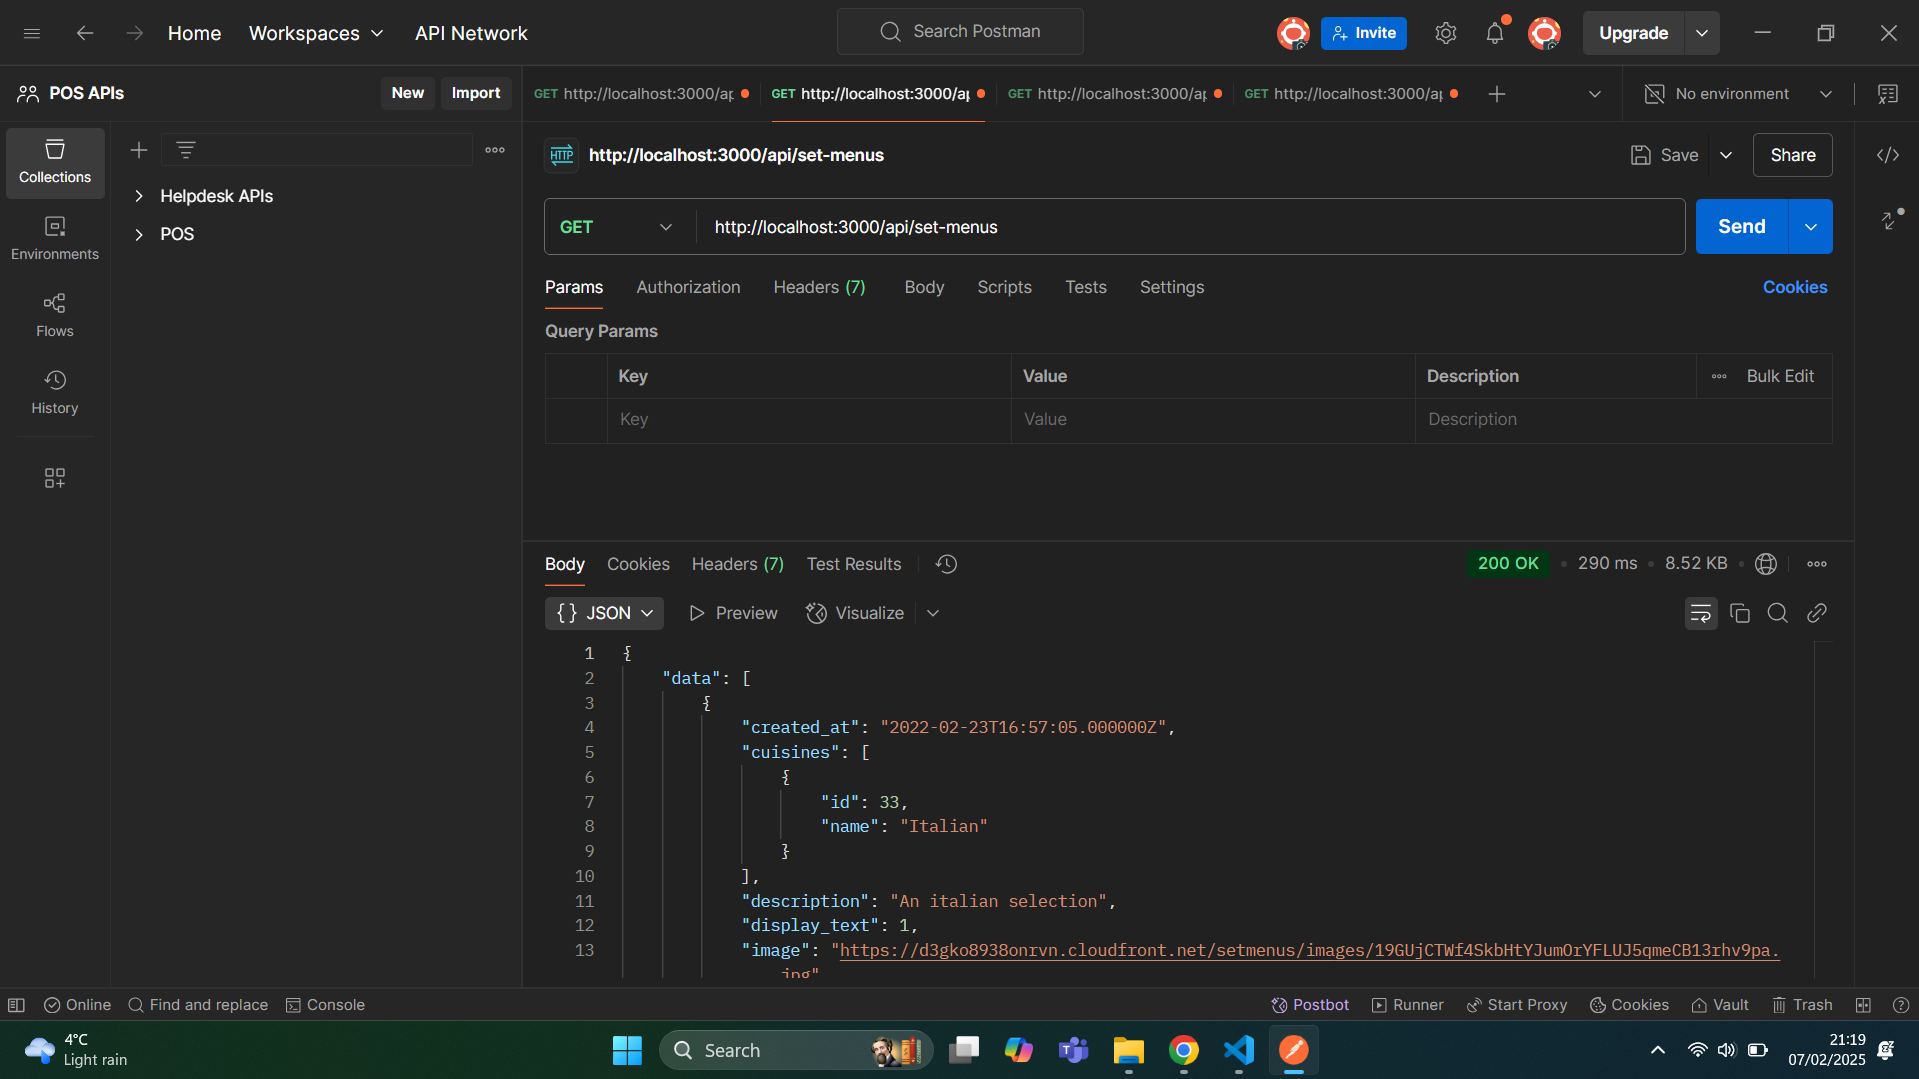 Home
Workspaces
API Network
Search Postman
Invite
Upgrade
POS APIs
New
Import
GET http://localhost:3000/ap
GET http://localhost:3000/ap
GET http://localhost:3000/ap
GET http://localhost:3000/ap
No environment
Collections
Environments
Flows
History
Helpdesk APIs
POS
HTTP
http://localhost:3000/api/set-menus
Save
Share
GET
http://localhost:3000/api/set-menus
Send
Params
Authorization
Headers (7)
Body
Scripts
Tests
Settings
Cookies
Query Params
Key
Value
Description
Bulk Edit
Key
Value
Description
Body
Cookies
Headers (7)
Test Results
200 OK
290 ms
8.52 KB
{} JSON
Preview
Visualize
1 {
2 "data": [
3 {
4 "created_at": "2022-02-23T16:57:05.000000Z",
5 "cuisines": [
6 {
7 "id": 33,
8 "name": "Italian"
9 }
10 ],
11 "description": "An italian selection",
12 "display_text": 1,
13 "image": "https://d3gko8938onrvn.cloudfront.net/setmenus/images/19GUjCTWf4SkbHtYJumOrYFLUJ5qmeCB13rhv9pa.
jpg"
Online
Find and replace
Console
Postbot
Runner
Start Proxy
Cookies
Vault
Trash
4°C
Light rain
Search
21:19
07/02/2025